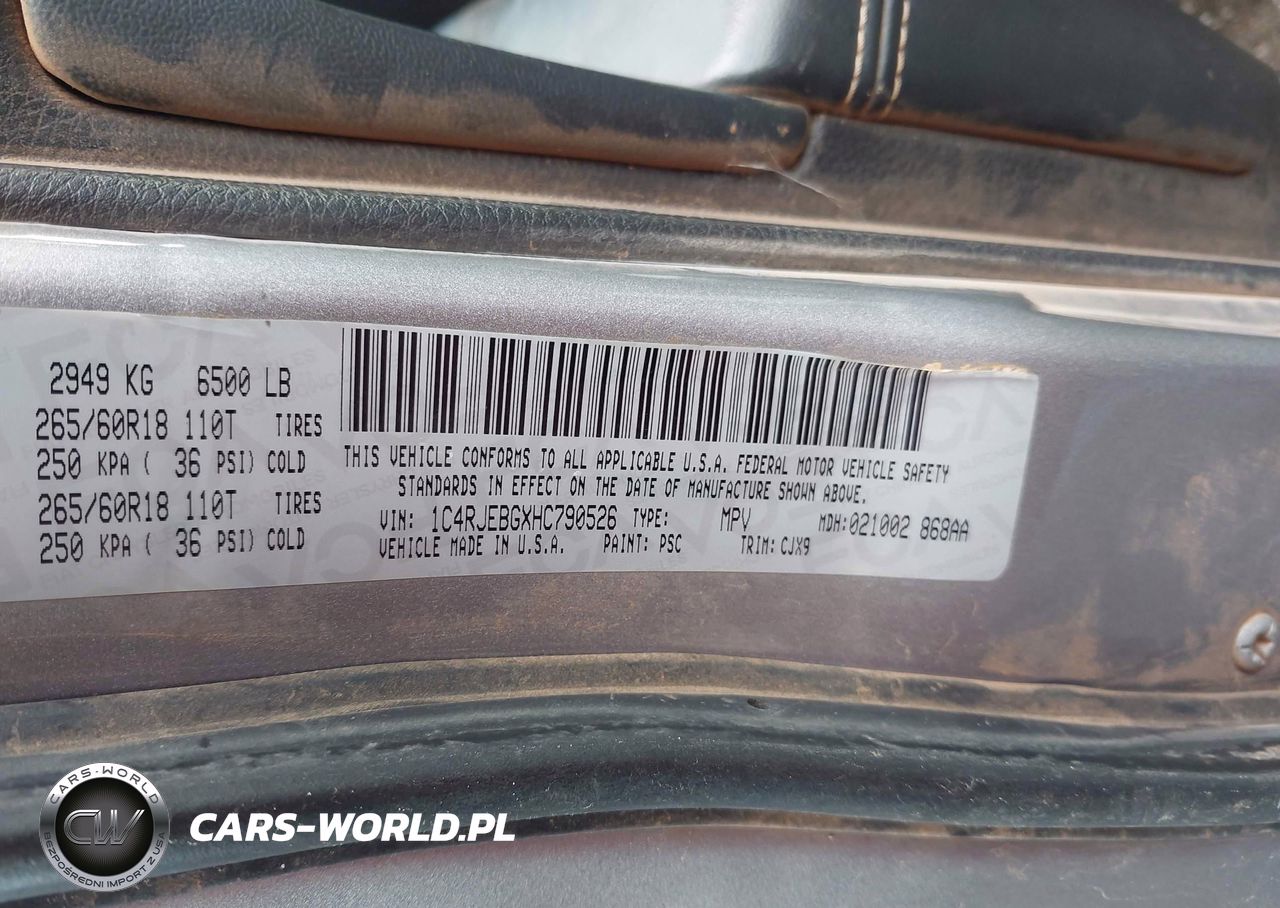 2949 KG 6500 LB
265/60R18 110T TIRES
250 KPA ( 36 PSI) COLD
265/60R18 110T TIRES
250 KPA ( 36 PSI) COLD
THIS VEHICLE CONFORMS TO ALL APPLICABLE U.S.A. FEDERAL MOTOR VEHICLE SAFETY
STANDARDS IN EFFECT ON THE DATE OF MANUFACTURE SHOWN ABOVE.
VIN: 1C4RJEBGXHC790526 TYPE: MPV MDH:021002 868AA
VEHICLE MADE IN U.S.A. PAINT: PSC TRIM: CJX9
CARS-WORLD
CW
BEZPOŚREDNI IMPORT Z USA
CARS-WORLD.PL